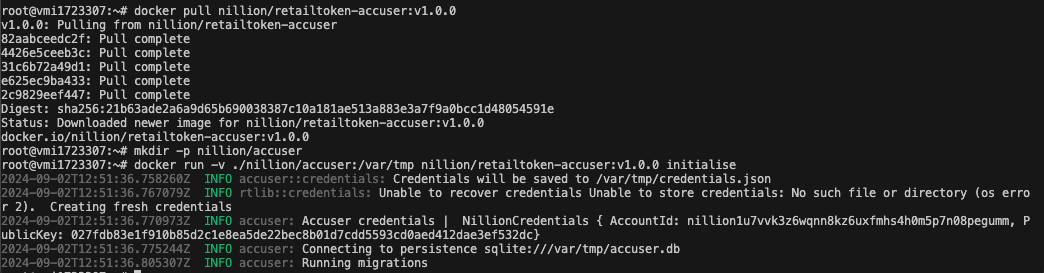 root@vmi1723307:~# docker pull nillion/retailtoken-accuser:v1.0.0
v1.0.0: Pulling from nillion/retailtoken-accuser
82aabceedc2f: Pull complete
4426e5ceeb3c: Pull complete
31c6b72a49d1: Pull complete
e625ec9ba433: Pull complete
2c9829eef447: Pull complete
Digest: sha256:21b63ade2a6a9d65b690038387c10a181ae513a883e3a7f9a0bcc1d48054591e
Status: Downloaded newer image for nillion/retailtoken-accuser:v1.0.0
docker.io/nillion/retailtoken-accuser:v1.0.0
root@vmi1723307:~# mkdir -p nillion/accuser
root@vmi1723307:~# docker run -v ./nillion/accuser:/var/tmp nillion/retailtoken-accuser:v1.0.0 initialise
2024-09-02T12:51:36.758260Z  INFO accuser::credentials: Credentials will be saved to /var/tmp/credentials.json
2024-09-02T12:51:36.767079Z  INFO rtlib::credentials: Unable to recover credentials Unable to store credentials: No such file or directory (os erro
r 2).  Creating fresh credentials
2024-09-02T12:51:36.770973Z  INFO accuser: Accuser credentials |  NillionCredentials { AccountId: nillion1u7vvk3z6wqnn8kz6uxfmhs4h0m5p7n08pegumm, P
ublicKey: 027fdb83e1f910b85d2c1e8ea5de22bec8b01d7cdd5593cd0aed412dae3ef532dc}
2024-09-02T12:51:36.775244Z  INFO accuser: Connecting to persistence sqlite:///var/tmp/accuser.db
2024-09-02T12:51:36.805307Z  INFO accuser: Running migrations
root@vmi1723307:~#